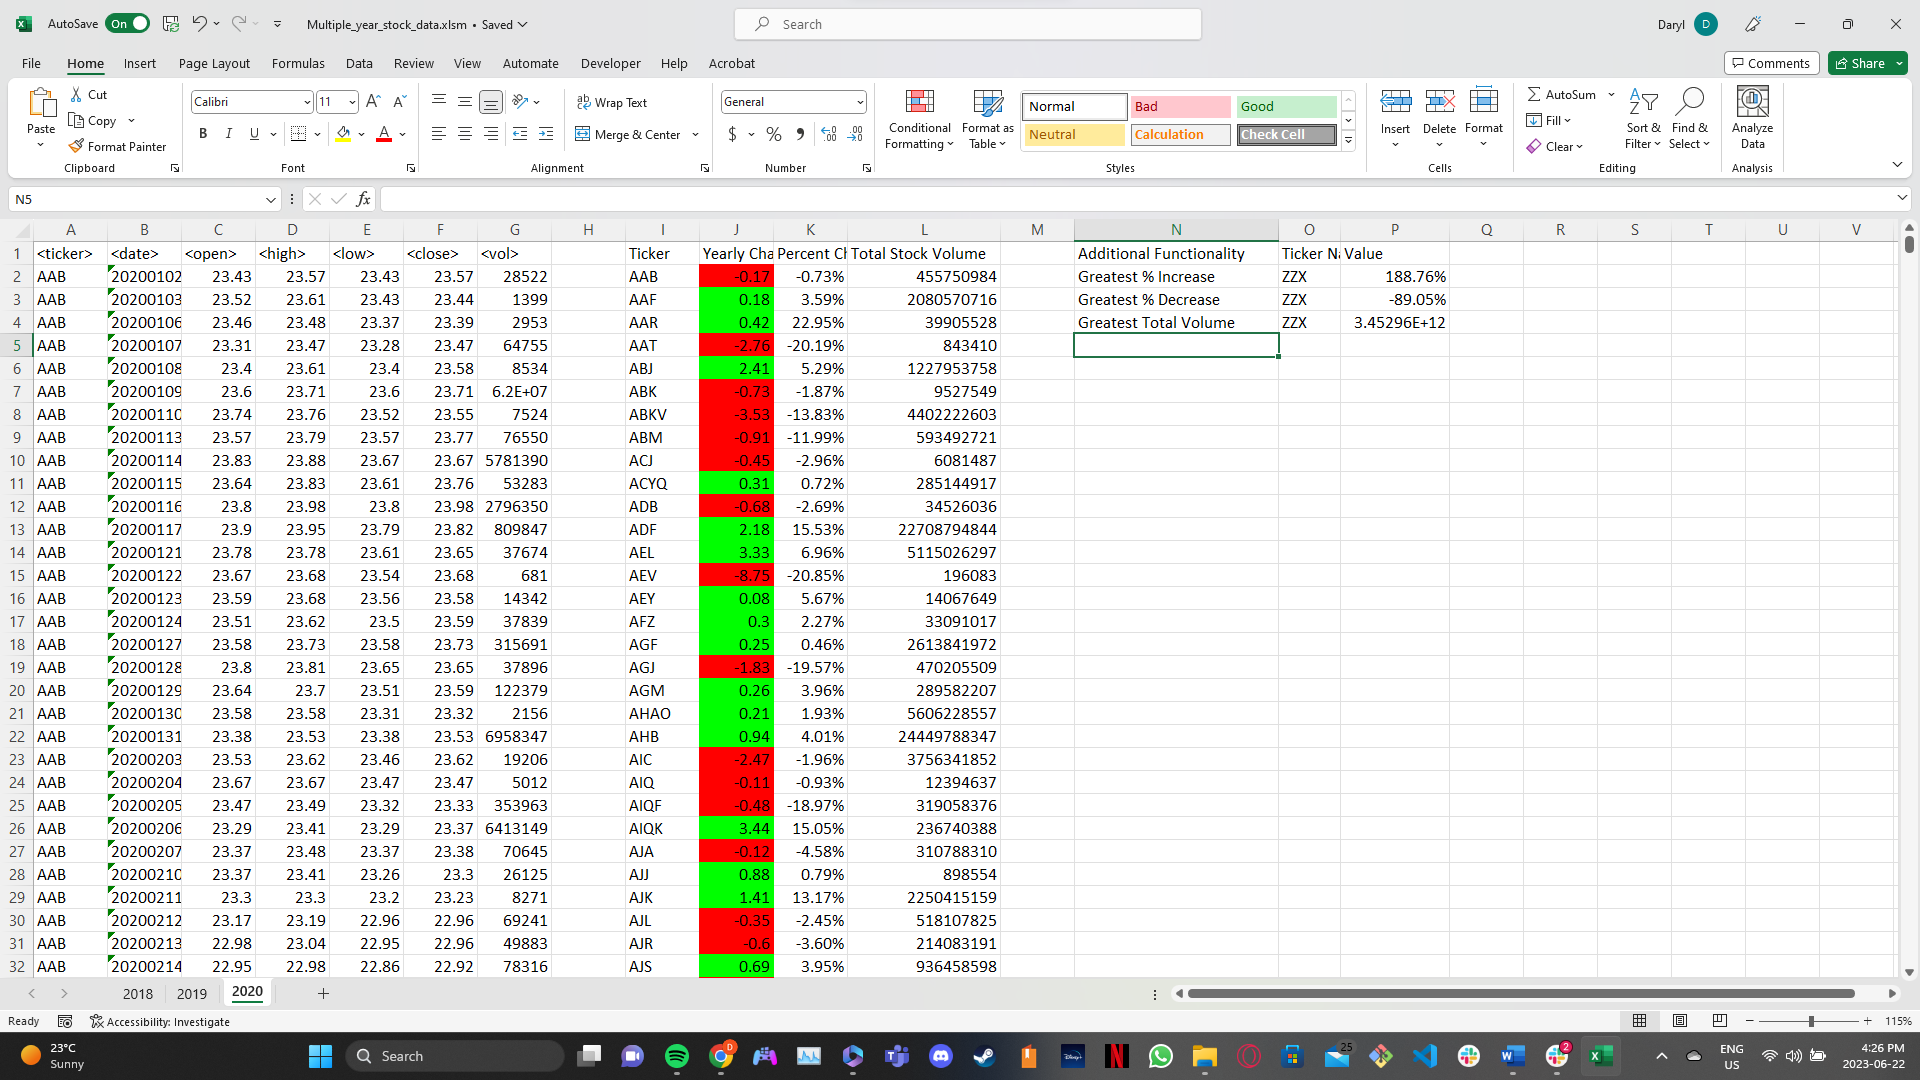 AutoSave On Multiple_year_stock_data.xlsm • Saved Search Daryl D
File Home Insert Page Layout Formulas Data Review View Automate Developer Help Acrobat Comments Share
Cut Calibri 11 Wrap Text General Normal Bad Good AutoSum
Paste Copy Conditional Formatting Format as Table Neutral Calculation Check Cell Insert Delete Format Fill Sort & Filter Find & Select Analyze Data
Format Painter B I U Merge & Center $ % Clear
Clipboard Font Alignment Number Styles Cells Editing Analysis
N5 fx
A B C D E F G H I J K L M N O P Q R S T U V
1 <ticker> <date> <open> <high> <low> <close> <vol> Ticker Yearly Cha Percent Ch Total Stock Volume Additional Functionality Ticker Na Value
2 AAB 20200102 23.43 23.57 23.43 23.57 28522 AAB -0.17 -0.73% 455750984 Greatest % Increase ZZX 188.76%
3 AAB 20200103 23.52 23.61 23.43 23.44 1399 AAF 0.18 3.59% 2080570716 Greatest % Decrease ZZX -89.05%
4 AAB 20200106 23.46 23.48 23.37 23.39 2953 AAR 0.42 22.95% 39905528 Greatest Total Volume ZZX 3.45296E+12
5 AAB 20200107 23.31 23.47 23.28 23.47 64755 AAT -2.76 -20.19% 843410
6 AAB 20200108 23.4 23.61 23.4 23.58 8534 ABJ 2.41 5.29% 1227953758
7 AAB 20200109 23.6 23.71 23.6 23.71 6.2E+07 ABK -0.73 -1.87% 9527549
8 AAB 20200110 23.74 23.76 23.52 23.55 7524 ABKV -3.53 -13.83% 4402222603
9 AAB 20200113 23.57 23.79 23.57 23.77 76550 ABM -0.91 -11.99% 593492721
10 AAB 20200114 23.83 23.88 23.67 23.67 5781390 ACJ -0.45 -2.96% 6081487
11 AAB 20200115 23.64 23.83 23.61 23.76 53283 ACYQ 0.31 0.72% 285144917
12 AAB 20200116 23.8 23.98 23.8 23.98 2796350 ADB -0.68 -2.69% 34526036
13 AAB 20200117 23.9 23.95 23.79 23.82 809847 ADF 2.18 15.53% 22708794844
14 AAB 20200121 23.78 23.78 23.61 23.65 37674 AEL 3.33 6.96% 5115026297
15 AAB 20200122 23.67 23.68 23.54 23.68 681 AEV -8.75 -20.85% 196083
16 AAB 20200123 23.59 23.68 23.56 23.58 14342 AEY 0.08 5.67% 14067649
17 AAB 20200124 23.51 23.62 23.5 23.59 37839 AFZ 0.3 2.27% 33091017
18 AAB 20200127 23.58 23.73 23.58 23.73 315691 AGF 0.25 0.46% 2613841972
19 AAB 20200128 23.8 23.81 23.65 23.65 37896 AGJ -1.83 -19.57% 470205509
20 AAB 20200129 23.64 23.7 23.51 23.59 122379 AGM 0.26 3.96% 289582207
21 AAB 20200130 23.58 23.58 23.31 23.32 2156 AHAO 0.21 1.93% 5606228557
22 AAB 20200131 23.38 23.53 23.38 23.53 6958347 AHB 0.94 4.01% 24449788347
23 AAB 20200203 23.53 23.62 23.46 23.62 19206 AIC -2.47 -1.96% 3756341852
24 AAB 20200204 23.67 23.67 23.47 23.47 5012 AIQ -0.11 -0.93% 12394637
25 AAB 20200205 23.47 23.49 23.32 23.33 353963 AIQF -0.48 -18.97% 319058376
26 AAB 20200206 23.29 23.41 23.29 23.37 6413149 AIQK 3.44 15.05% 236740388
27 AAB 20200207 23.37 23.48 23.37 23.38 70645 AJA -0.12 -4.58% 310788310
28 AAB 20200210 23.37 23.41 23.26 23.3 26125 AJJ 0.88 0.79% 898554
29 AAB 20200211 23.3 23.3 23.2 23.23 8271 AJK 1.41 13.17% 2250415159
30 AAB 20200212 23.17 23.19 22.96 22.96 69241 AJL -0.35 -2.45% 518107825
31 AAB 20200213 22.98 23.04 22.95 22.96 49883 AJR -0.6 -3.60% 214083191
32 AAB 20200214 22.95 22.98 22.86 22.92 78316 AJS 0.69 3.95% 936458598
2018 2019 2020
Ready Accessibility: Investigate 115%
23°C Sunny Search 25 2 ENG US 4:26 PM 2023-06-22